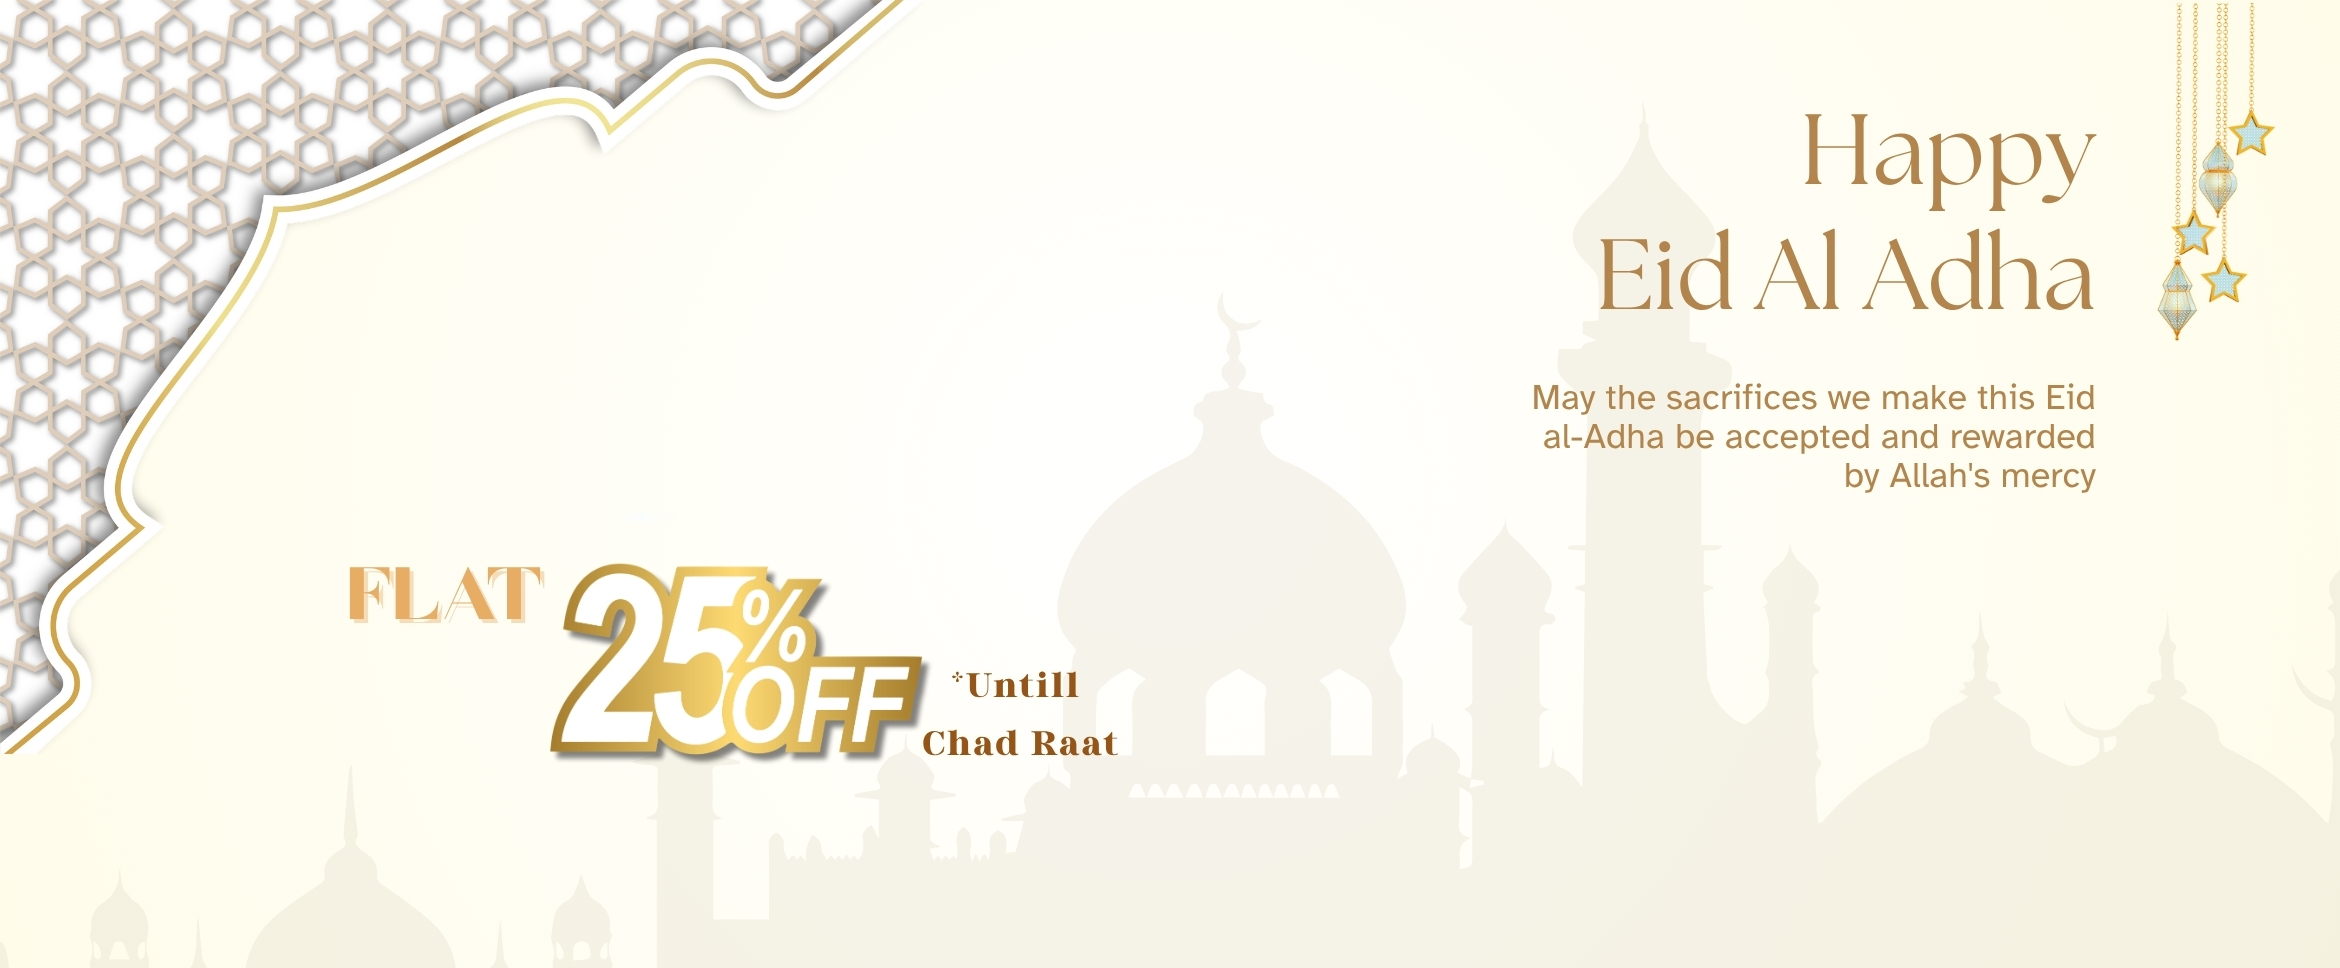 Happy
Eid Al Adha
May the sacrifices we make this Eid
al-Adha be accepted and rewarded
by Allah's mercy
FLAT
25%
OFF
*Untill
Chad Raat